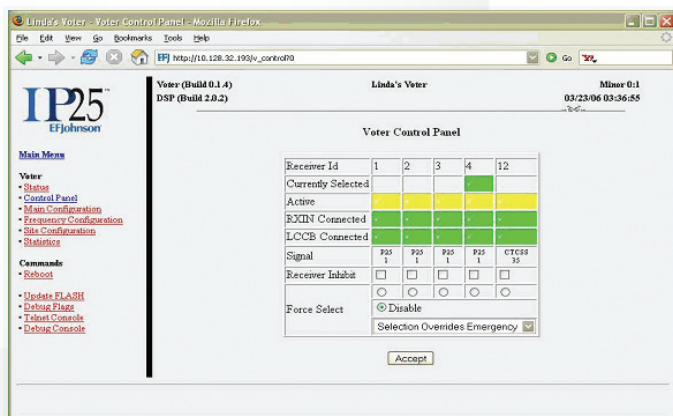 Linda's Voter - Voter Control Panel - Mozilla Firefox
File Edit View Go Bookmarks Tools Help
EFJ http://10.128.32.193/v_control?0
Go
IP25
EFJohnson
Voter (Build 0.1.4) Linda's Voter Minor 0:1
DSP (Build 2.0.2) 03/23/06 03:36:55
Main Menu
Voter
• Status
• Control Panel
• Main Configuration
• Frequency Configuration
• Site Configuration
• Statistics
Commands
• Reboot
• Update FLASH
• Debug Flags
• Telnet Console
• Debug Console
Voter Control Panel
Receiver Id 1 2 3 4 12
Currently Selected
Active
RXIN Connected
LCCB Connected
Signal P25 1 P25 1 P25 1 P25 1 CTCSS 35
Receiver Inhibit
Force Select
Disable
Selection Overrides Emergency
Accept